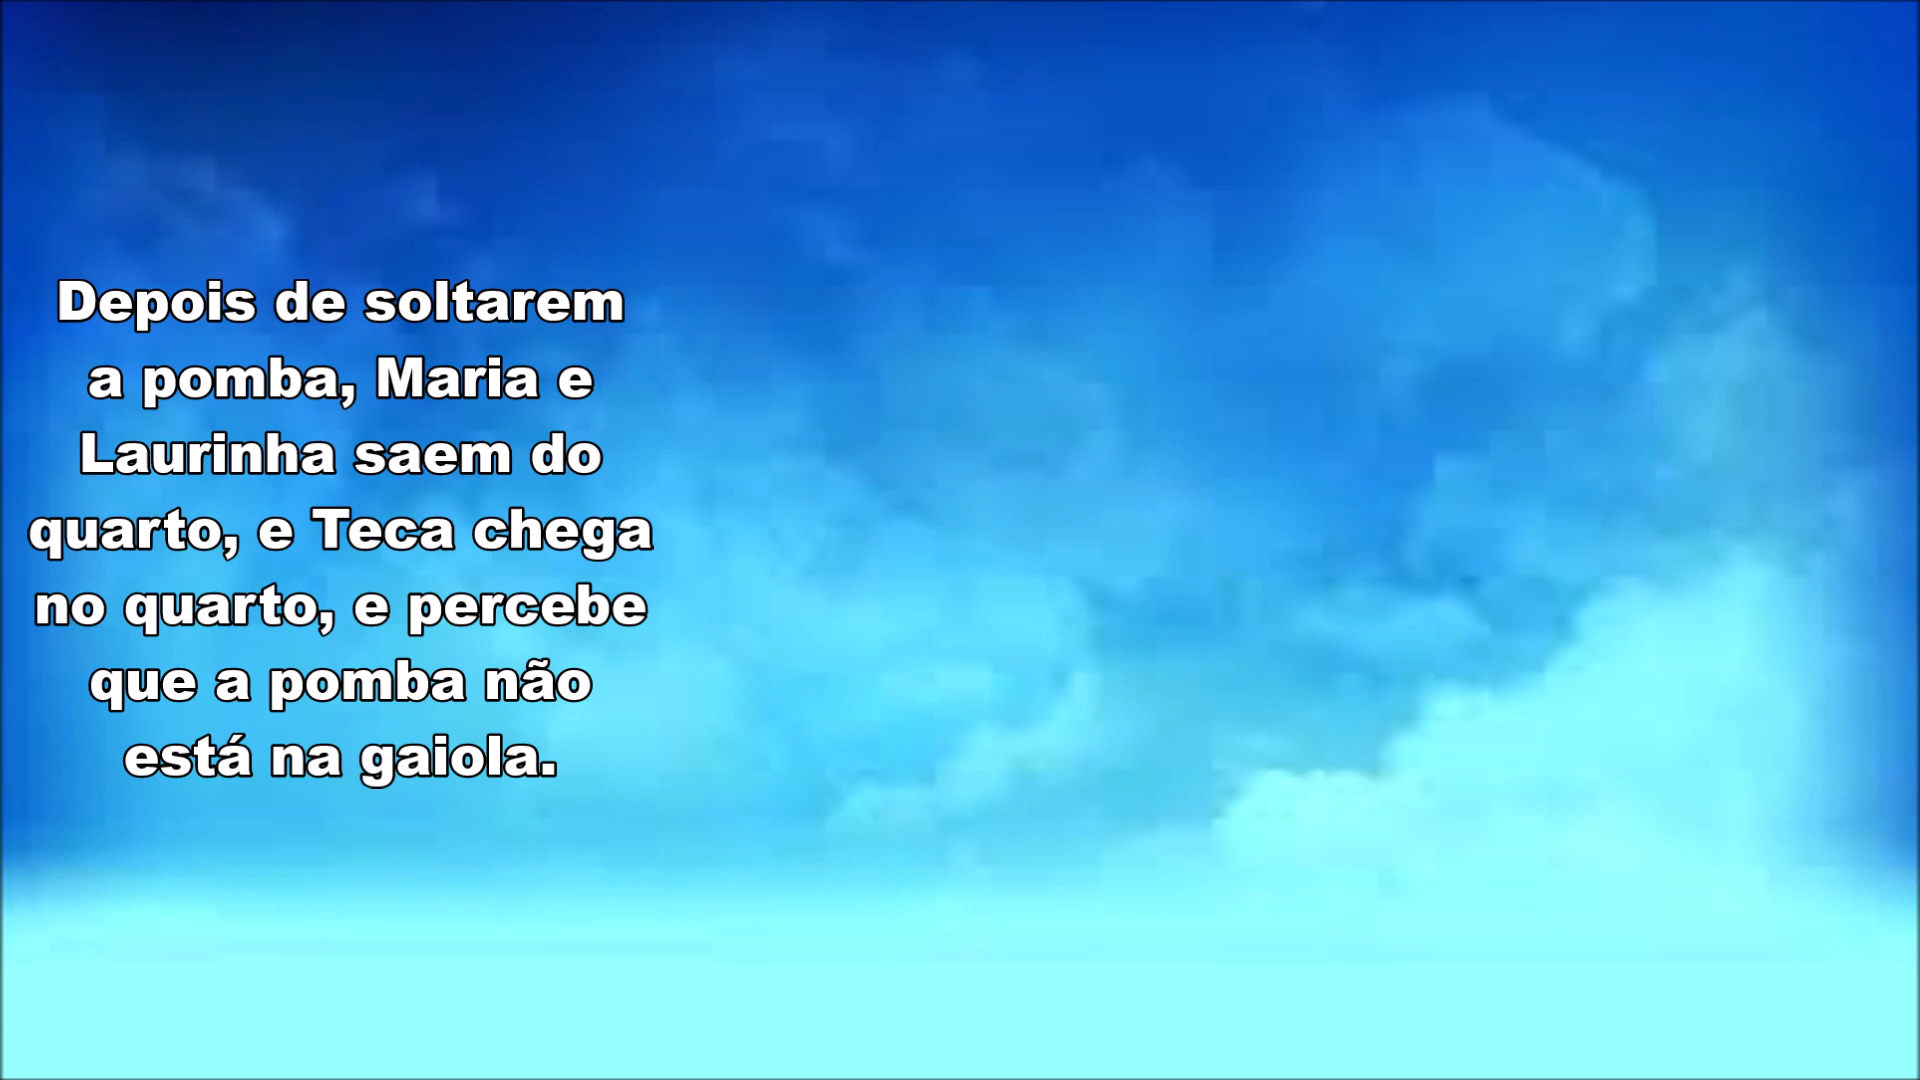 Depois de soltarem
a pomba, Maria e
Laurinha saem do
quarto, e Teca chega
no quarto, e percebe
que a pomba não
está na gaiola.